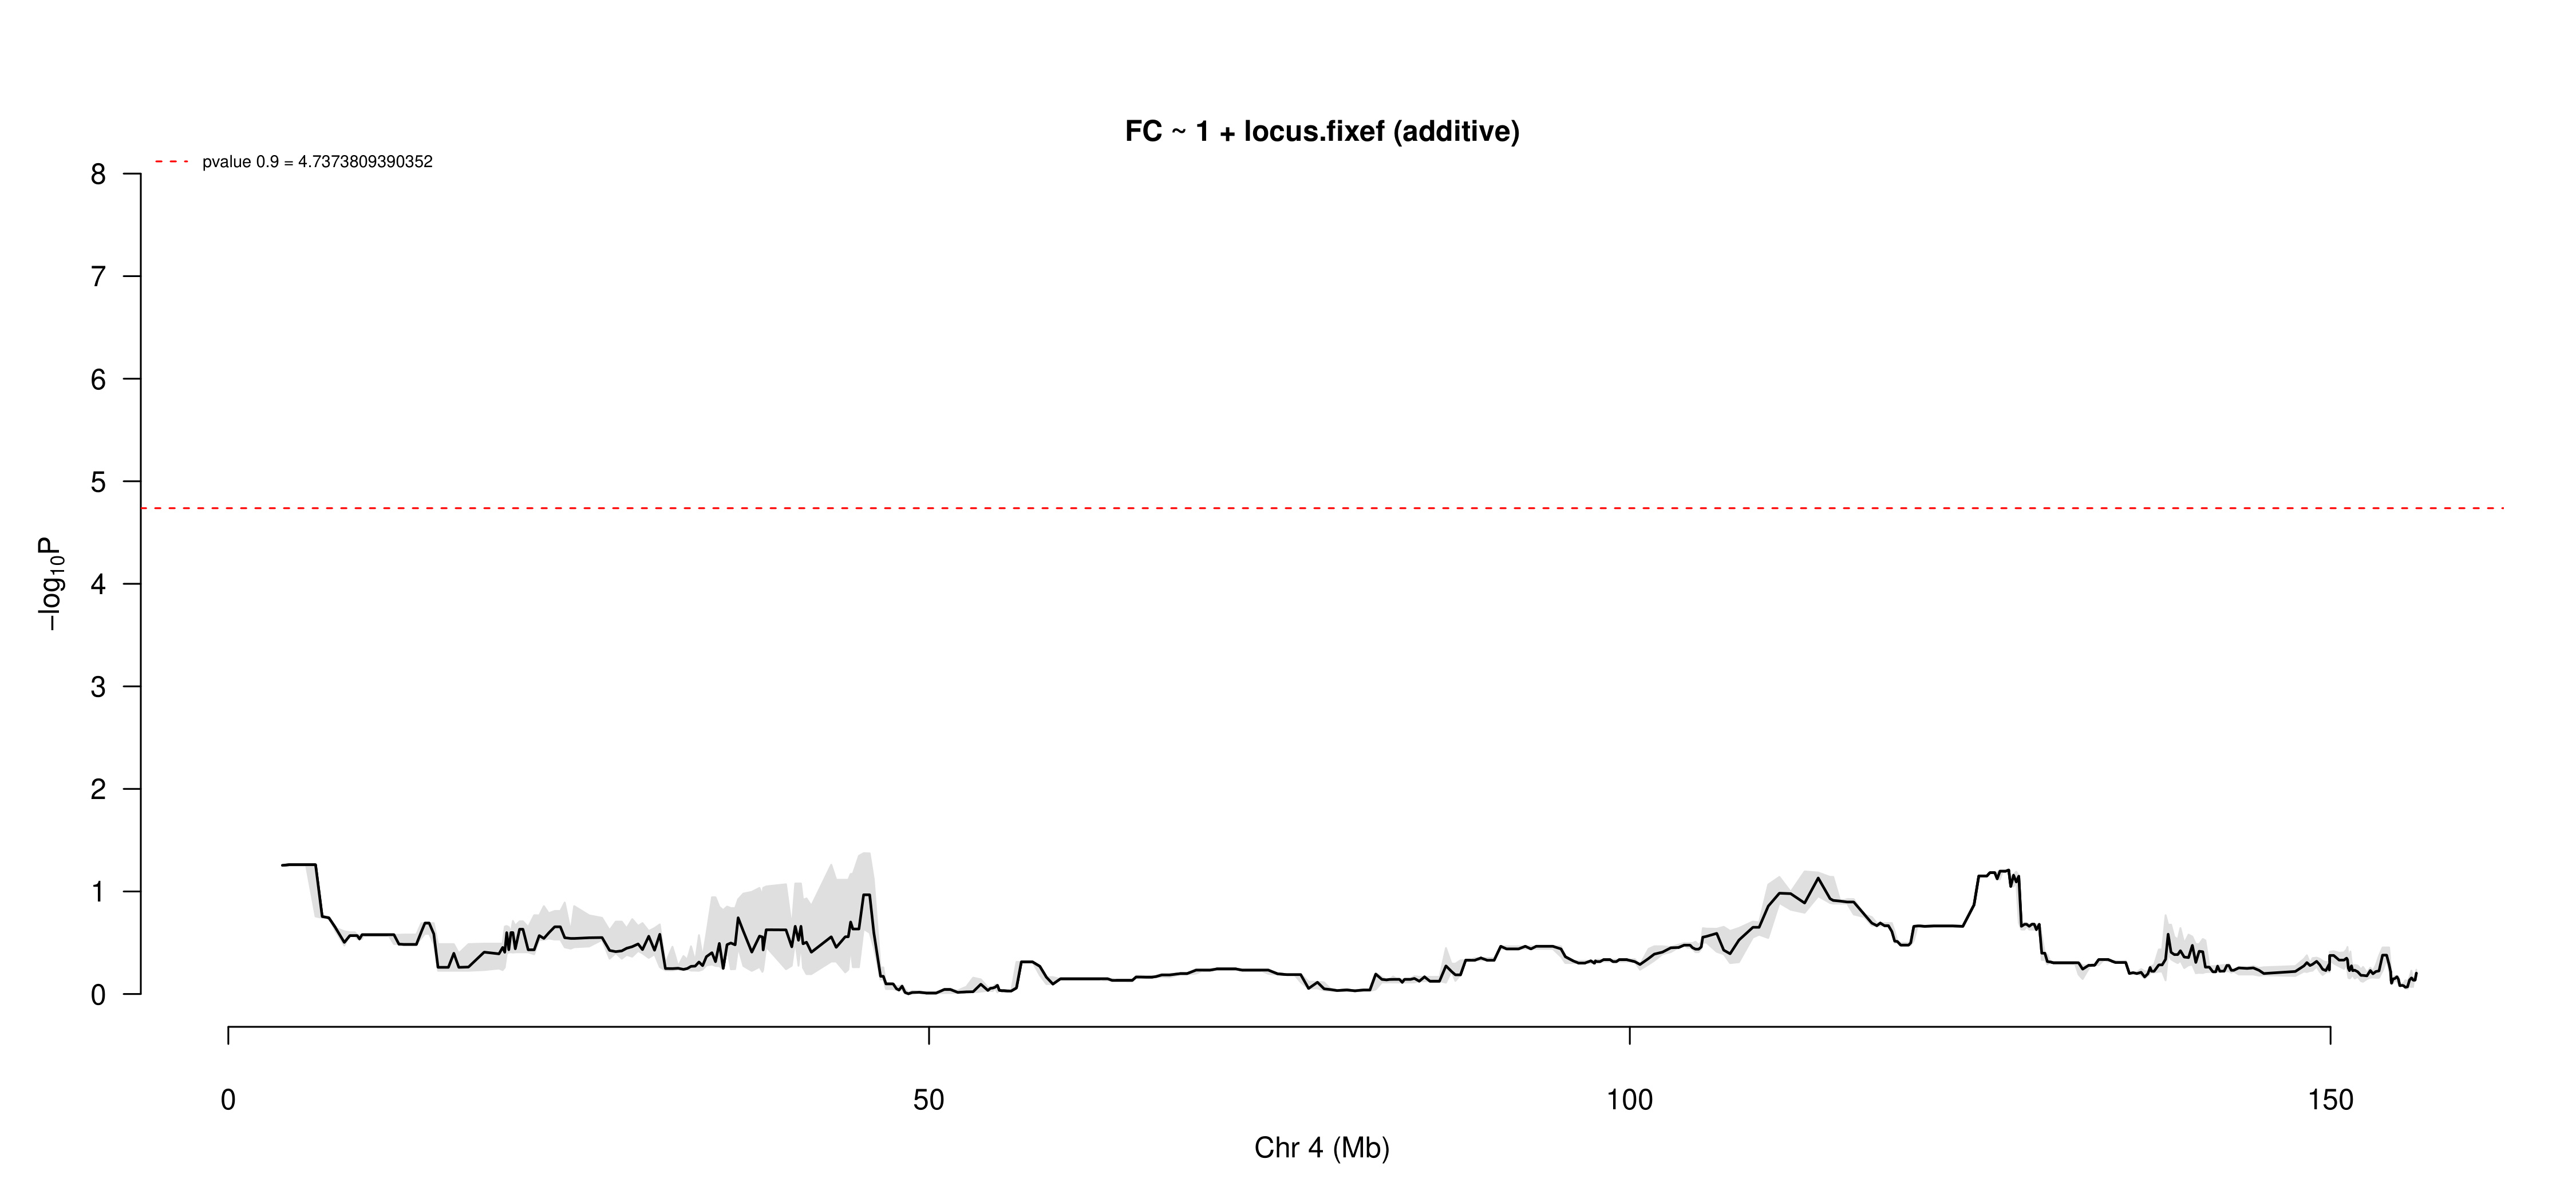 FC ~ 1 + locus.fixef (additive)
pvalue 0.9 = 4.7373809390352
8
7
6
5
4
3
2
1
0
−log10P
0 50 100 150
Chr 4 (Mb)